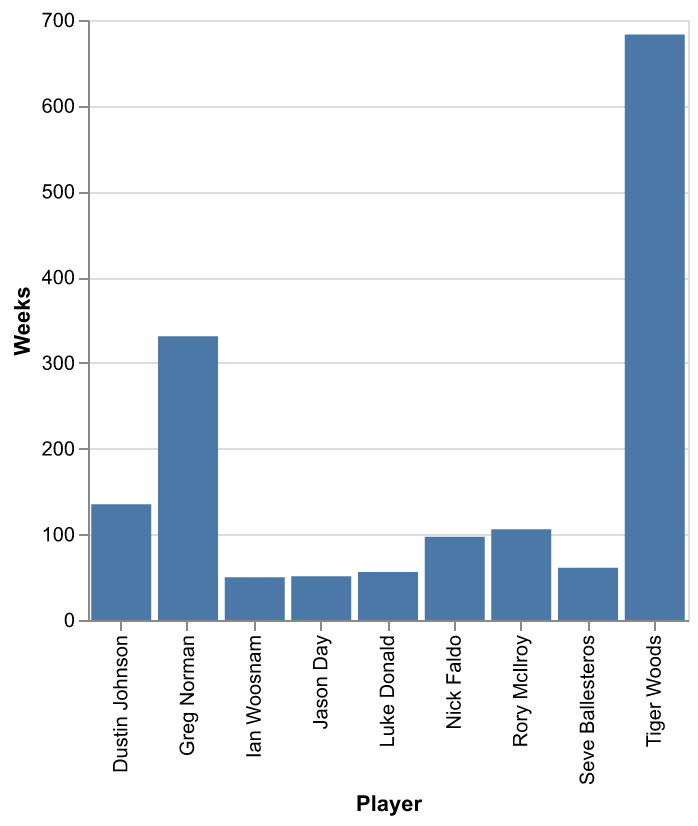 700
600
500
400
300
200
100
0
Weeks
Dustin Johnson
Greg Norman
Ian Woosnam
Jason Day
Luke Donald
Nick Faldo
Rory McIlroy
Seve Ballesteros
Tiger Woods
Player